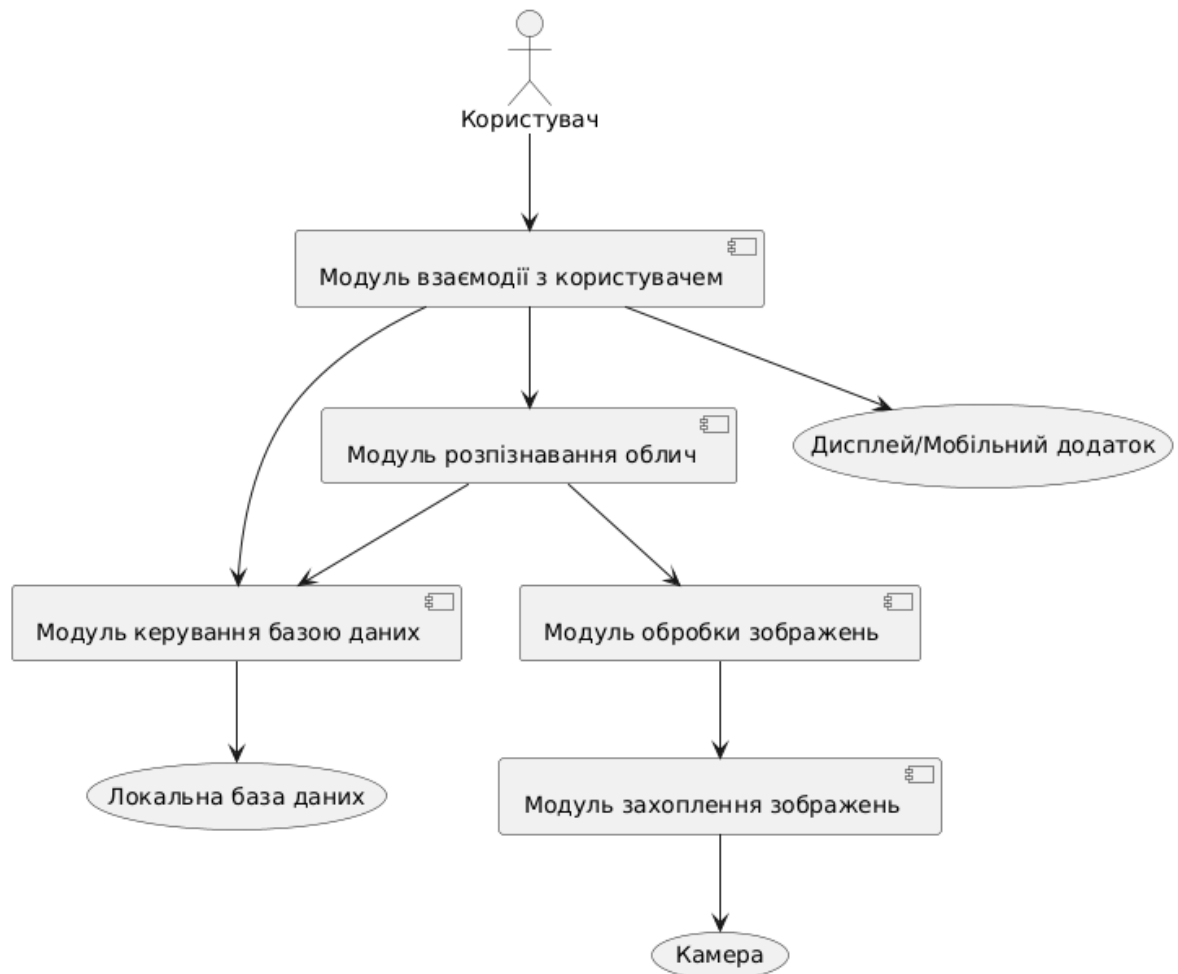 Користувач
Модуль взаємодії з користувачем
Модуль розпізнавання облич
Дисплей/Мобільний додаток
Модуль керування базою даних
Модуль обробки зображень
Локальна база даних
Модуль захоплення зображень
Камера